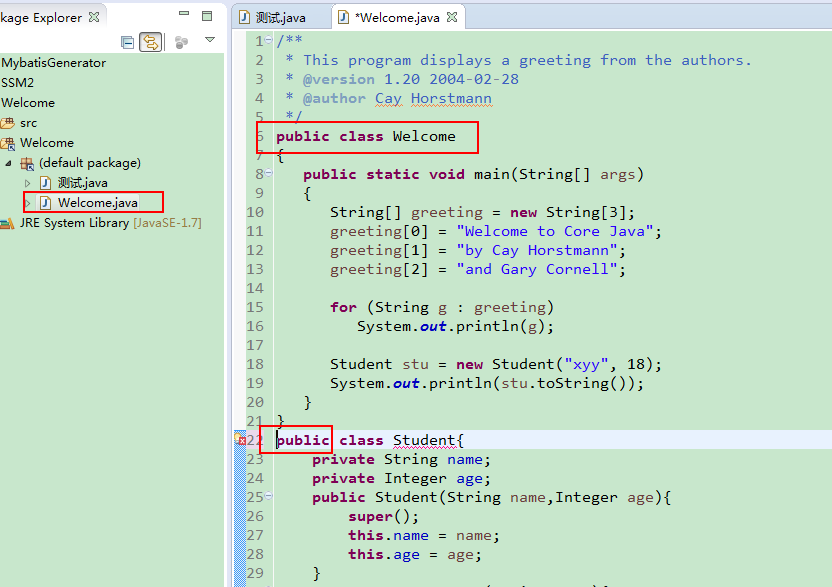 kage Explorer
MybatisGenerator
SSM2
Welcome
src
Welcome
(default package)
测试.java
Welcome.java
JRE System Library [JavaSE-1.7]
测试.java
*Welcome.java
1 /**
2 * This program displays a greeting from the authors.
3 * @version 1.20 2004-02-28
4 * @author Cay Horstmann
5 */
6 public class Welcome
7 {
8 public static void main(String[] args)
9 {
10 String[] greeting = new String[3];
11 greeting[0] = "Welcome to Core Java";
12 greeting[1] = "by Cay Horstmann";
13 greeting[2] = "and Gary Cornell";
14
15 for (String g : greeting)
16 System.out.println(g);
17
18 Student stu = new Student("xyy", 18);
19 System.out.println(stu.toString());
20 }
21 }
22 public class Student{
23 private String name;
24 private Integer age;
25 public Student(String name,Integer age){
26 super();
27 this.name = name;
28 this.age = age;
29 }